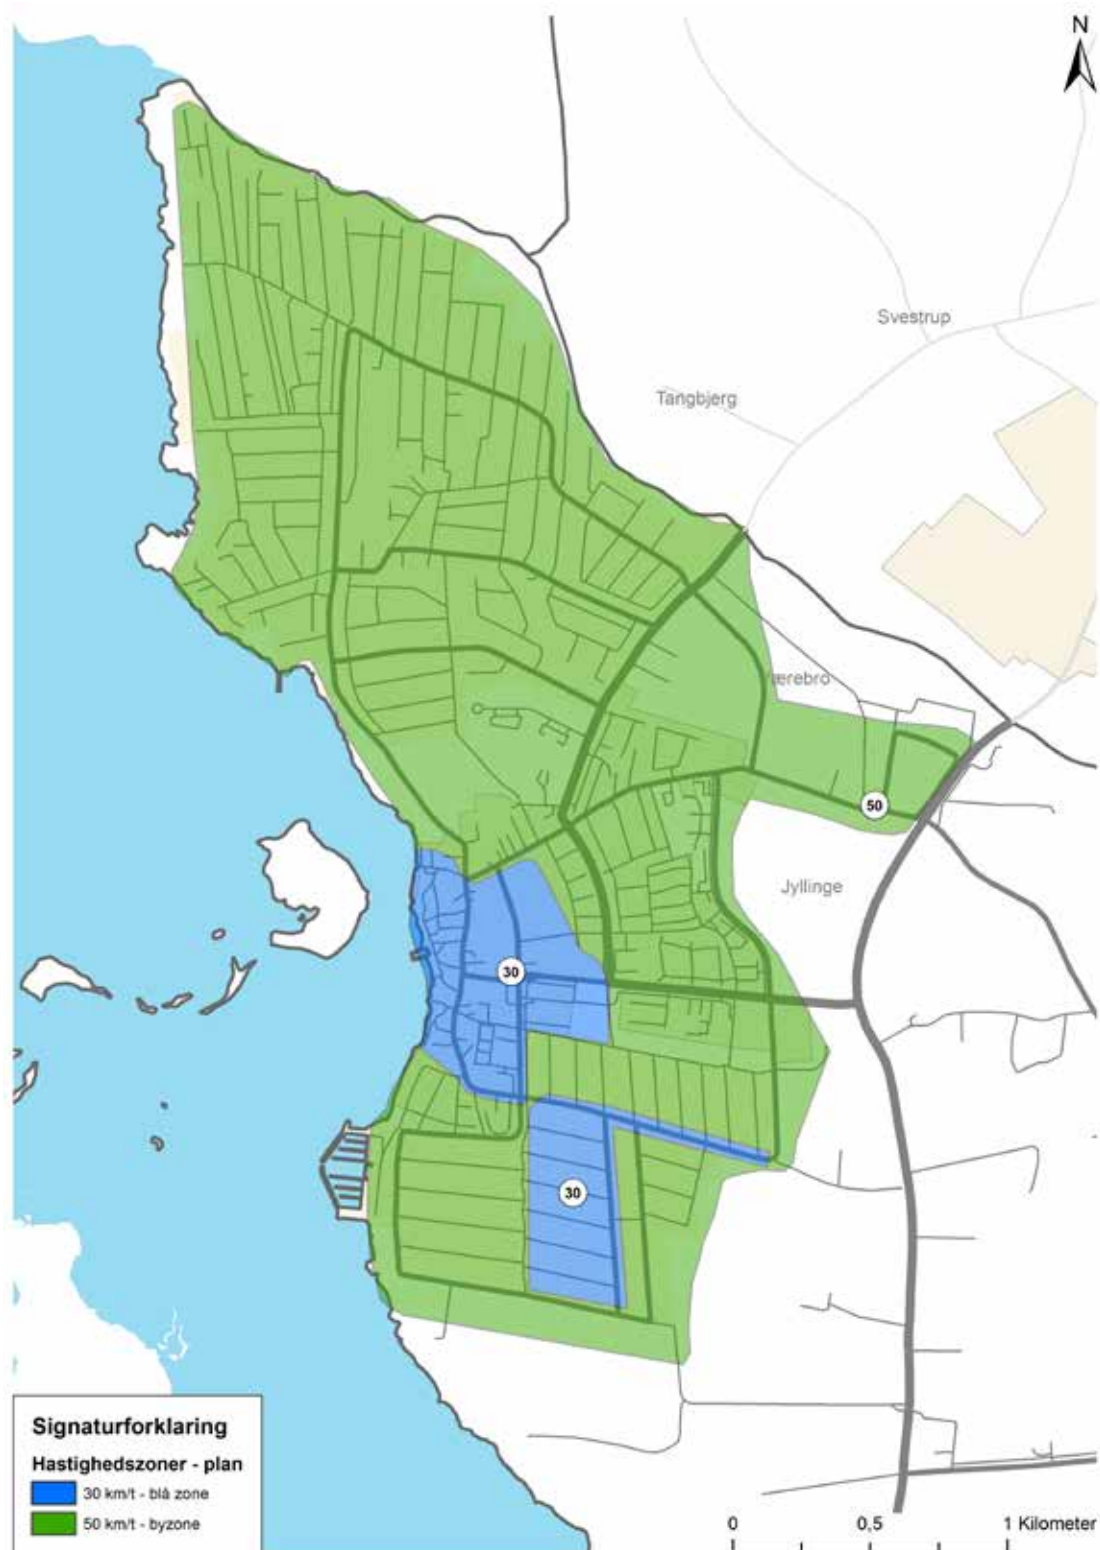 N
Svestrup
Tangbjerg
ærebro
50
Jyllinge
30
30
Signaturforklaring
Hastighedszoner - plan
30 km/t - blå zone
50 km/t - byzone
0 0,5 1 Kilometer